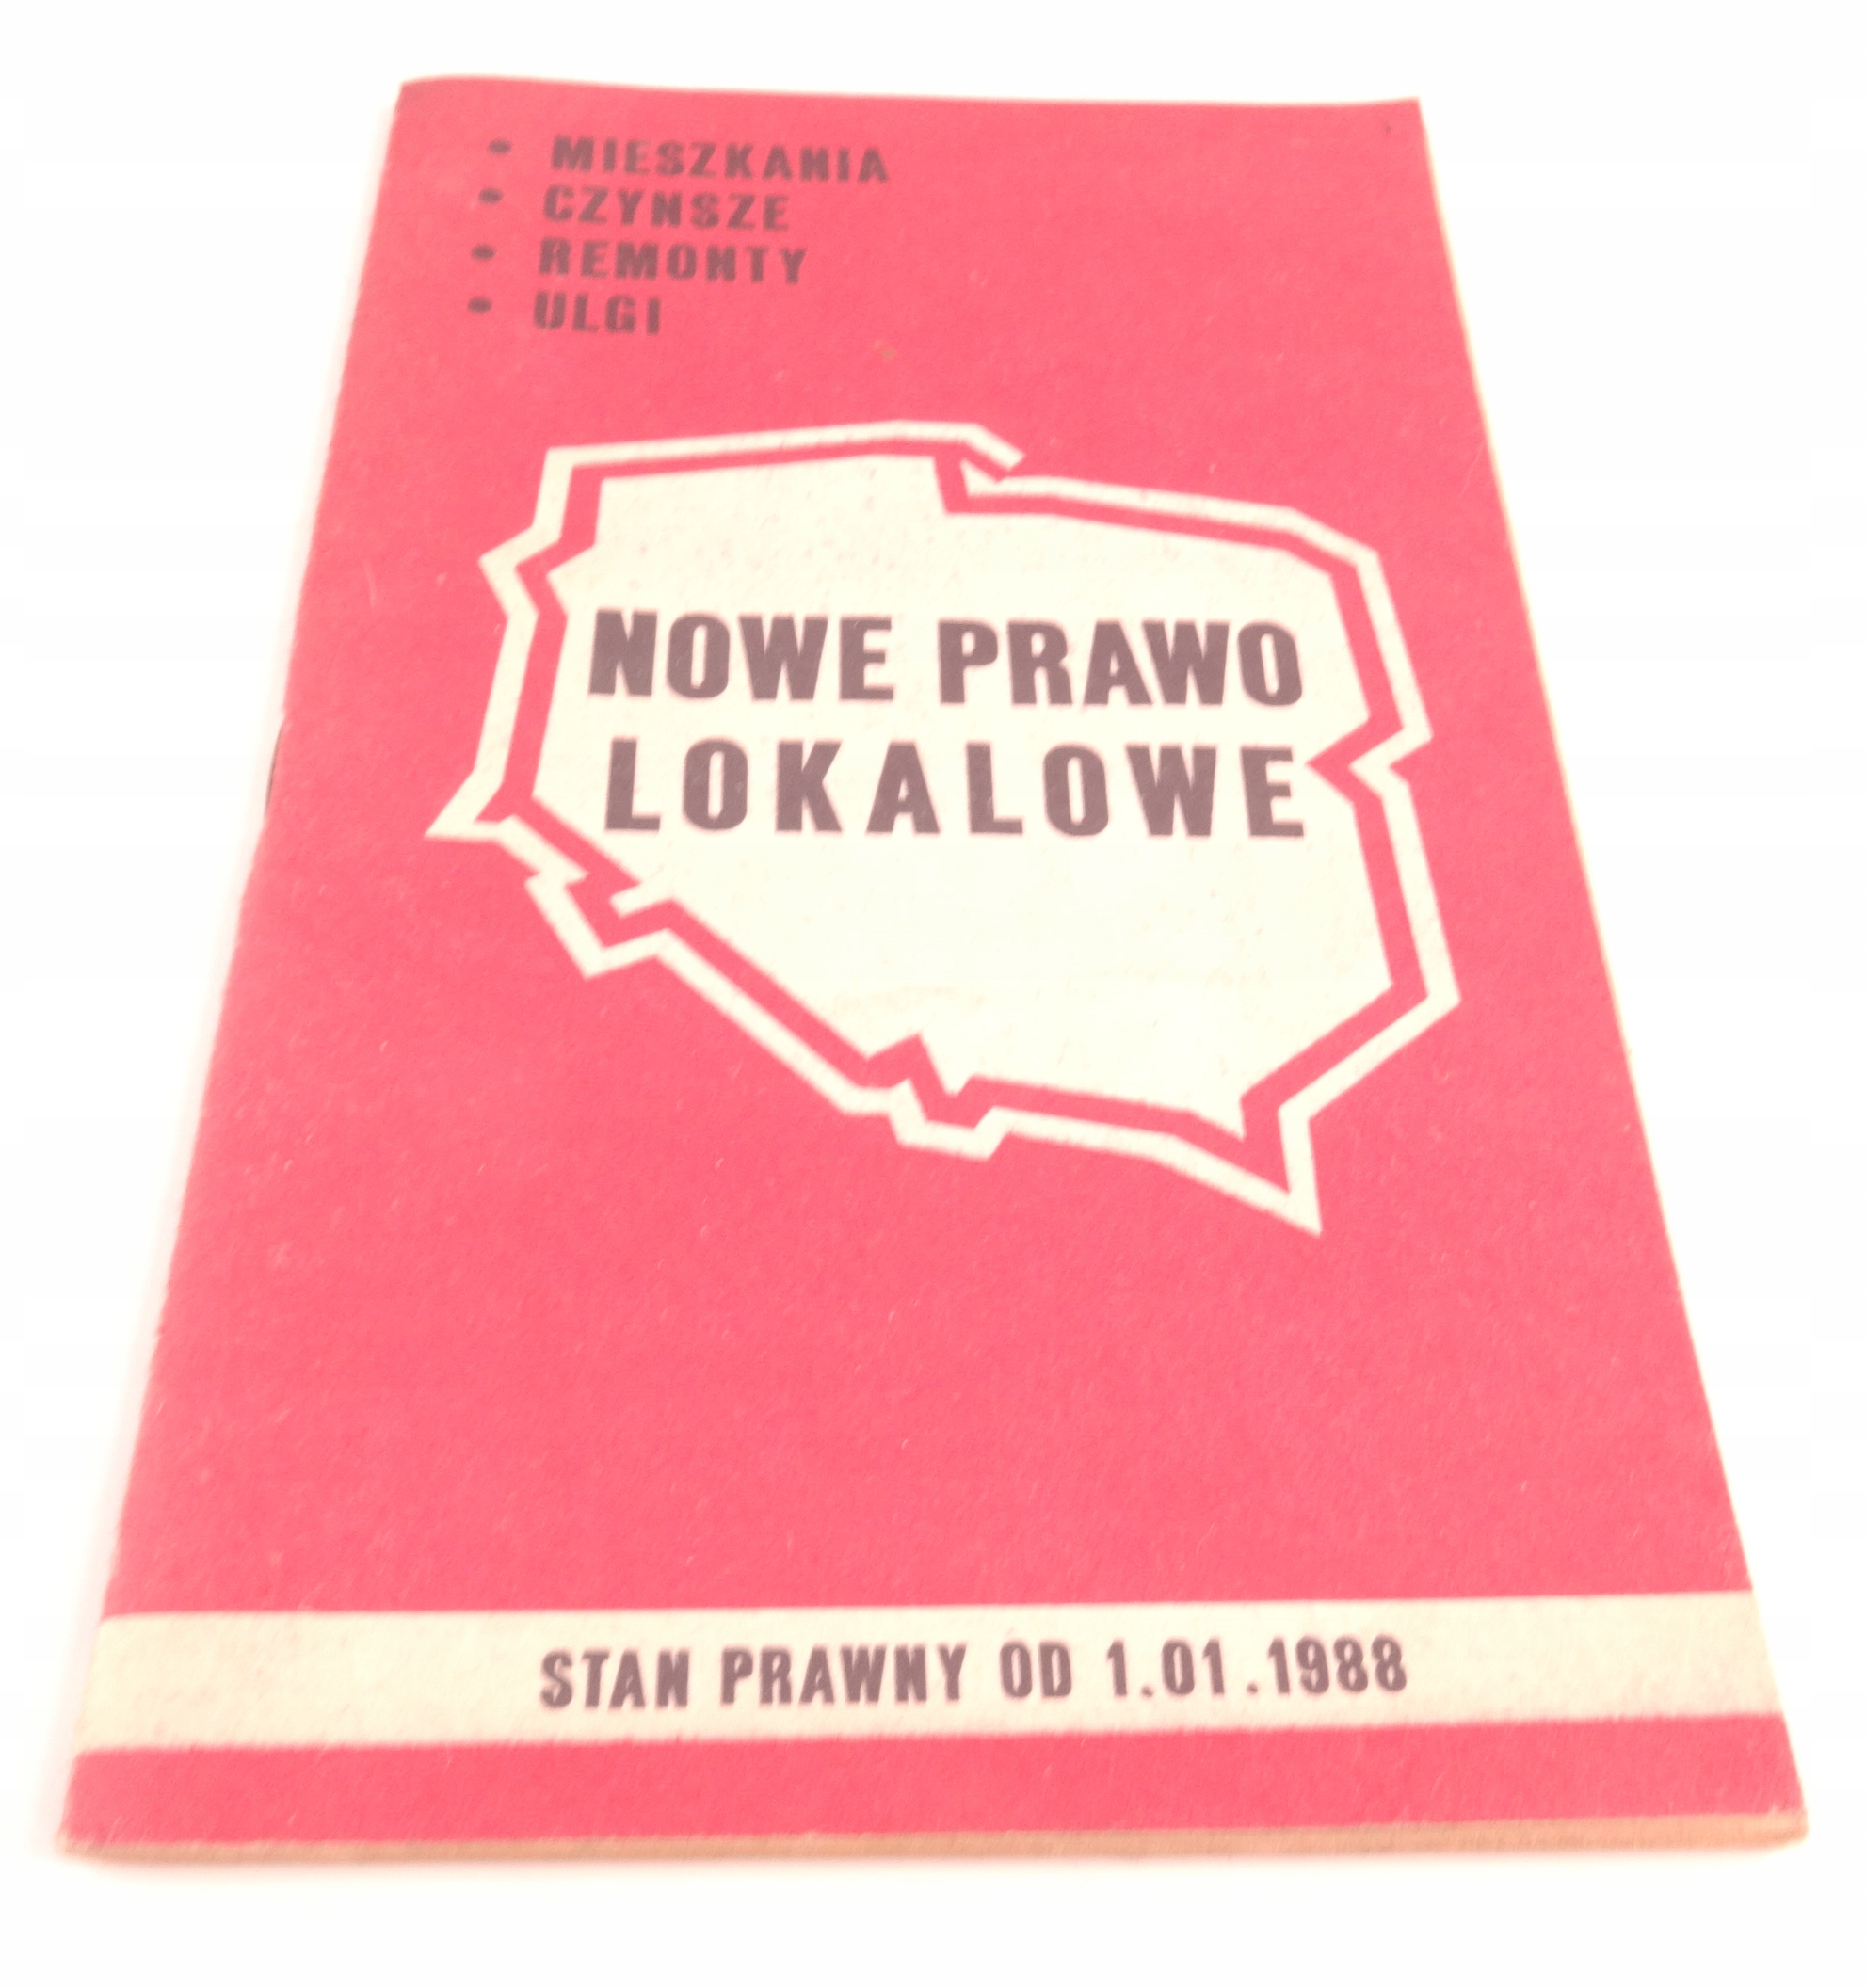 • MIESZKANIA
• CZYNSZE
• REMONTY
• ULGI
NOWE PRAWO
LOKALOWE
STAN PRAWNY OD 1.01.1988